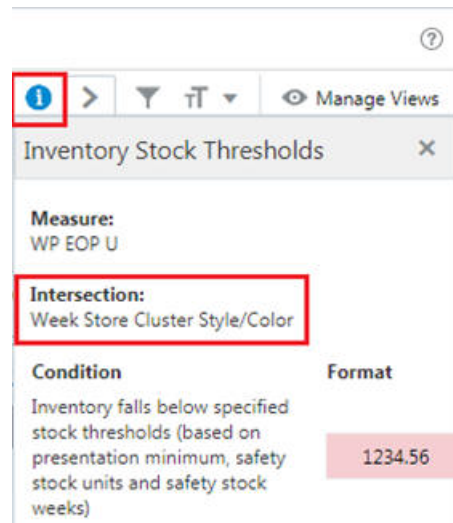 ?
i > тT Manage Views
Inventory Stock Thresholds ×
Measure:
WP EOP U
Intersection:
Week Store Cluster Style/Color
Condition Format
Inventory falls below specified
stock thresholds (based on
presentation minimum, safety 1234.56
stock units and safety stock
weeks)